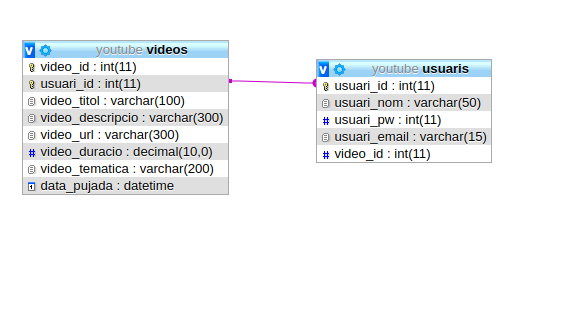 youtube videos
video_id : int(11)
usuari_id : int(11)
video_titol : varchar(100)
video_descripcio : varchar(300)
video_url : varchar(300)
# video_duracio : decimal(10,0)
video_tematica : varchar(200)
data_pujada : datetime
youtube usuaris
usuari_id : int(11)
usuari_nom : varchar(50)
# usuari_pw : int(11)
usuari_email : varchar(15)
# video_id : int(11)